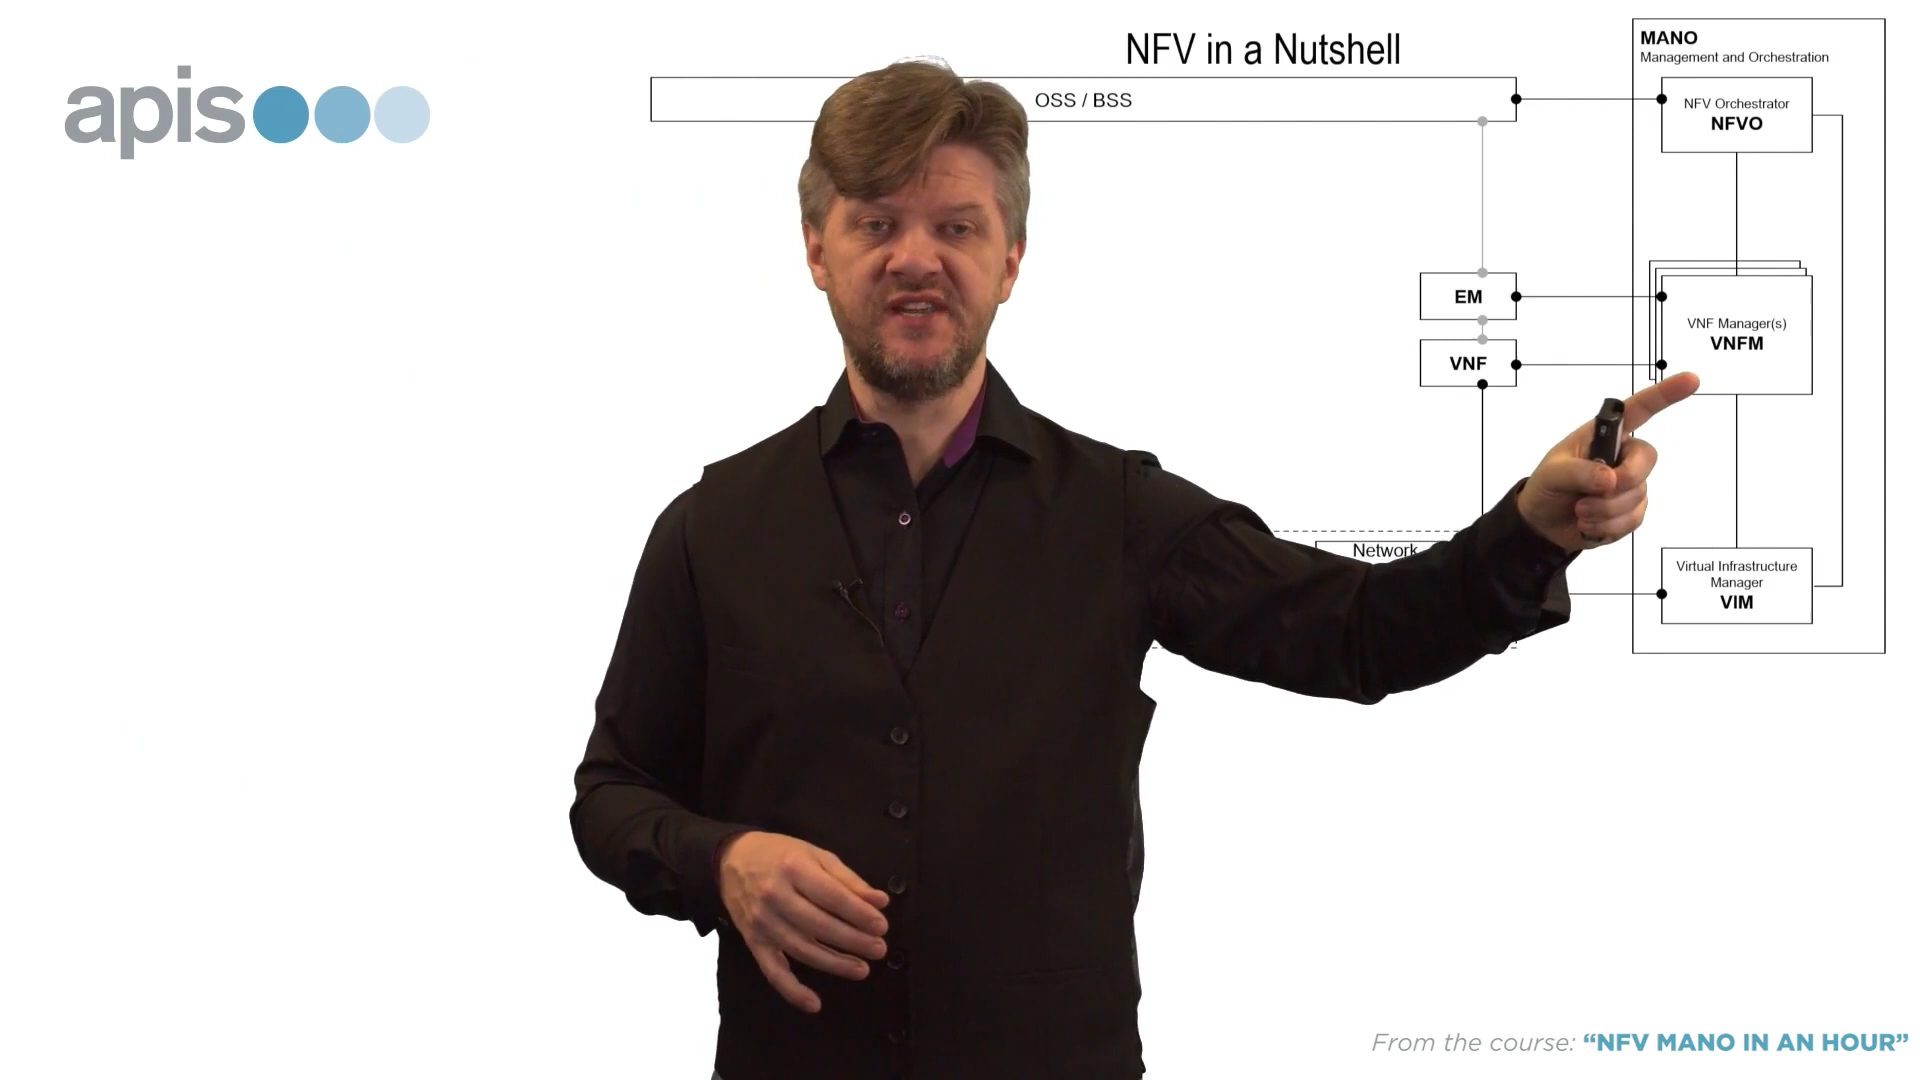 apis
NFV in a Nutshell
OSS / BSS
MANO
Management and Orchestration
NFV Orchestrator
NFVO
EM
VNF
VNF Manager(s)
VNFM
Network
Virtual Infrastructure
Manager
VIM
From the course: “NFV MANO IN AN HOUR”